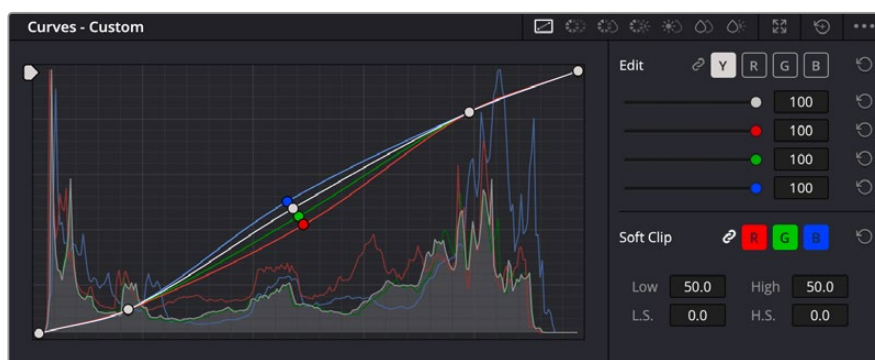 Curves - Custom
Edit Y R G B
100
100
100
100
Soft Clip R G B
Low 50.0 High 50.0
L.S. 0.0 H.S. 0.0